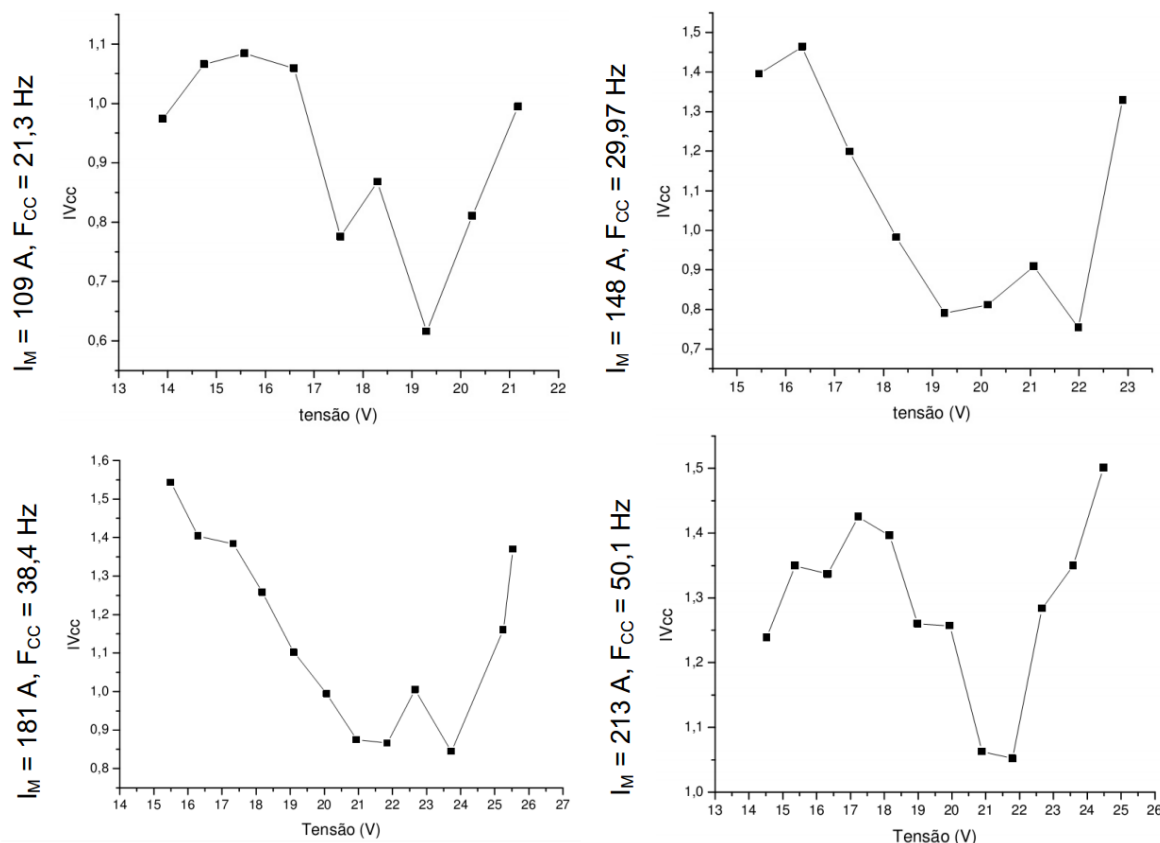 I_M = 109 A, F_CC = 21,3 Hz
IVcc
1,1
1,0
0,9
0,8
0,7
0,6
13 14 15 16 17 18 19 20 21 22
tensão (V)
I_M = 148 A, F_CC = 29,97 Hz
IVcc
1,5
1,4
1,3
1,2
1,1
1,0
0,9
0,8
0,7
15 16 17 18 19 20 21 22 23
tensão (V)
I_M = 181 A, F_CC = 38,4 Hz
IVcc
1,6
1,5
1,4
1,3
1,2
1,1
1,0
0,9
0,8
14 15 16 17 18 19 20 21 22 23 24 25 26 27
Tensão (V)
I_M = 213 A, F_CC = 50,1 Hz
IVcc
1,5
1,4
1,3
1,2
1,1
1,0
13 14 15 16 17 18 19 20 21 22 23 24 25 26
Tensão (V)